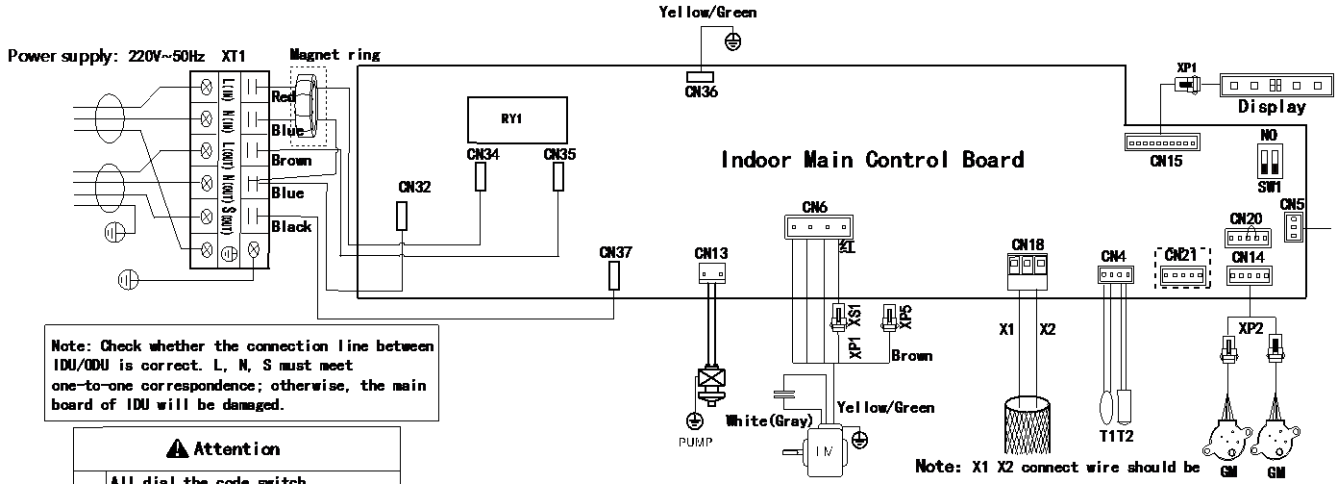 Yellow/Green
Power supply: 220V~50Hz XT1 Magnet ring
CN36
XP1
Display
L(IN) N(IN) L(OUT) N(OUT) S(OUT)
Red
Blue
Brown
Blue
Black
RY1
CN34 CN35
CN32
CN37
Indoor Main Control Board
CN15
NO
SW1
CN5
CN20
CN14
CN21
CN4
CN18
CN6
红
CN13
XS1
XP1
XP5
Brown
X1 X2
XP2
White(Gray)
Yellow/Green
PUMP
T1 T2
GM GM
Note: Check whether the connection line between
IDU/ODU is correct. L, N, S must meet
one-to-one correspondence; otherwise, the main
board of IDU will be damaged.
Attention
All dial the code switch
Note: X1 X2 connect wire should be